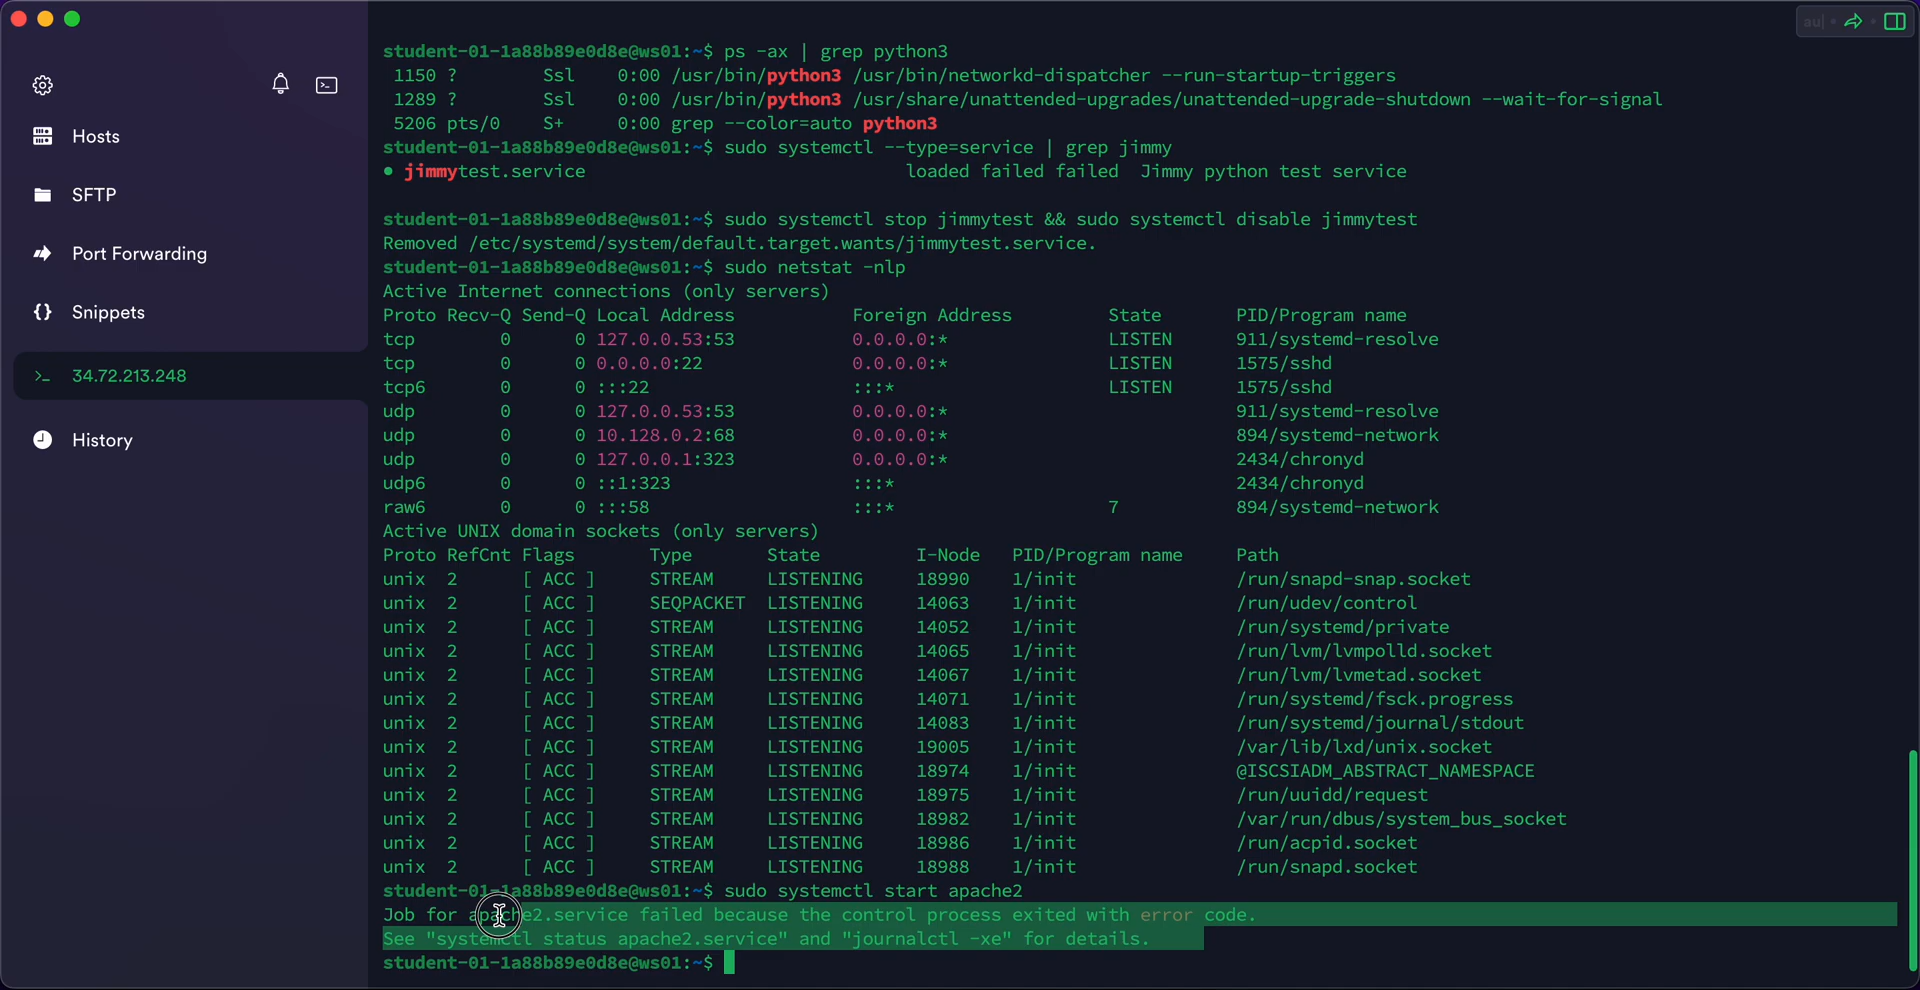 au
student-01-1a88b89e0d8e@ws01:~$ ps -ax | grep python3
1150 ? Ssl 0:00 /usr/bin/python3 /usr/bin/networkd-dispatcher --run-startup-triggers
1289 ? Ssl 0:00 /usr/bin/python3 /usr/share/unattended-upgrades/unattended-upgrade-shutdown --wait-for-signal
5206 pts/0 S+ 0:00 grep --color=auto python3
student-01-1a88b89e0d8e@ws01:~$ sudo systemctl --type=service | grep jimmy
● jimmytest.service loaded failed failed Jimmy python test service
student-01-1a88b89e0d8e@ws01:~$ sudo systemctl stop jimmytest && sudo systemctl disable jimmytest
Removed /etc/systemd/system/default.target.wants/jimmytest.service.
student-01-1a88b89e0d8e@ws01:~$ sudo netstat -nlp
Active Internet connections (only servers)
Proto Recv-Q Send-Q Local Address Foreign Address State PID/Program name
tcp 0 0 127.0.0.53:53 0.0.0.0:* LISTEN 911/systemd-resolve
tcp 0 0 0.0.0.0:22 0.0.0.0:* LISTEN 1575/sshd
tcp6 0 0 :::22 :::* LISTEN 1575/sshd
udp 0 0 127.0.0.53:53 0.0.0.0:* 911/systemd-resolve
udp 0 0 10.128.0.2:68 0.0.0.0:* 894/systemd-network
udp 0 0 127.0.0.1:323 0.0.0.0:* 2434/chronyd
udp6 0 0 ::1:323 :::* 2434/chronyd
raw6 0 0 :::58 :::* 7 894/systemd-network
Active UNIX domain sockets (only servers)
Proto RefCnt Flags Type State I-Node PID/Program name Path
unix 2 [ ACC ] STREAM LISTENING 18990 1/init /run/snapd-snap.socket
unix 2 [ ACC ] SEQPACKET LISTENING 14063 1/init /run/udev/control
unix 2 [ ACC ] STREAM LISTENING 14052 1/init /run/systemd/private
unix 2 [ ACC ] STREAM LISTENING 14065 1/init /run/lvm/lvmpolld.socket
unix 2 [ ACC ] STREAM LISTENING 14067 1/init /run/lvm/lvmetad.socket
unix 2 [ ACC ] STREAM LISTENING 14071 1/init /run/systemd/fsck.progress
unix 2 [ ACC ] STREAM LISTENING 14083 1/init /run/systemd/journal/stdout
unix 2 [ ACC ] STREAM LISTENING 19005 1/init /var/lib/lxd/unix.socket
unix 2 [ ACC ] STREAM LISTENING 18974 1/init @ISCSIADM_ABSTRACT_NAMESPACE
unix 2 [ ACC ] STREAM LISTENING 18975 1/init /run/uuidd/request
unix 2 [ ACC ] STREAM LISTENING 18982 1/init /var/run/dbus/system_bus_socket
unix 2 [ ACC ] STREAM LISTENING 18986 1/init /run/acpid.socket
unix 2 [ ACC ] STREAM LISTENING 18988 1/init /run/snapd.socket
student-01-1a88b89e0d8e@ws01:~$ sudo systemctl start apache2
Job for apache2.service failed because the control process exited with error code.
See "systemctl status apache2.service" and "journalctl -xe" for details.
student-01-1a88b89e0d8e@ws01:~$
Hosts
SFTP
Port Forwarding
Snippets
34.72.213.248
History